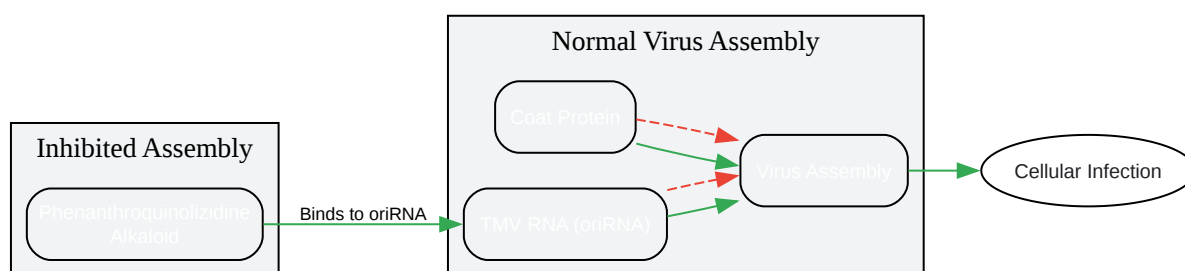 Normal Virus Assembly
Coat Protein
Inhibited Assembly
Virus Assembly
Cellular Infection
Phenanthroquinolizidine
Alkaloid
Binds to oriRNA
TMV RNA (oriRNA)